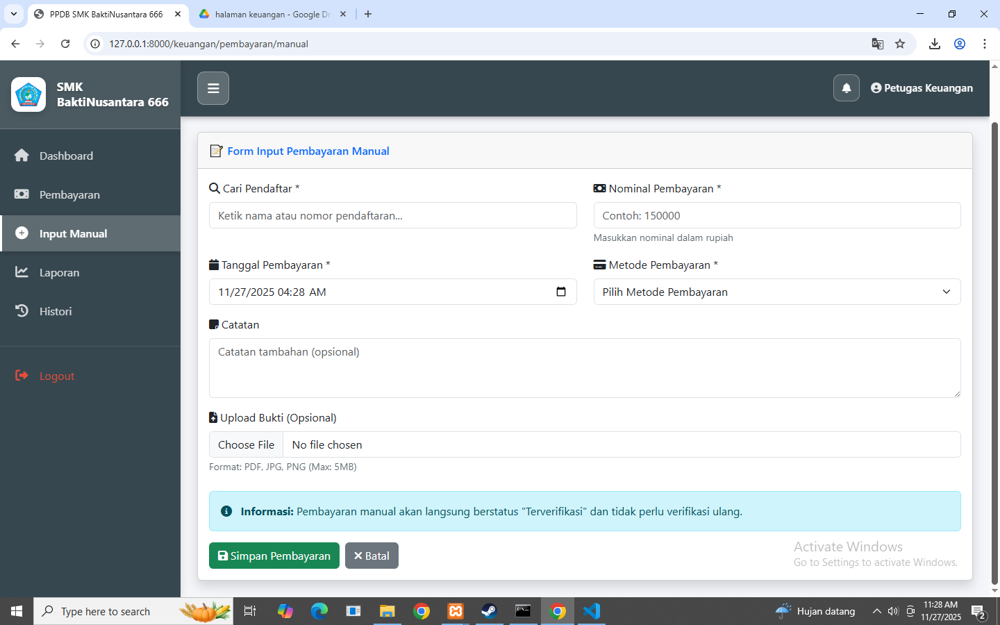 PPDB SMK BaktiNusantara 666
halaman keuangan - Google Dr
127.0.0.1:8000/keuangan/pembayaran/manual
SMK
BaktiNusantara 666
Petugas Keuangan
Dashboard
Pembayaran
Input Manual
Laporan
Histori
Logout
Form Input Pembayaran Manual
Cari Pendaftar *
Ketik nama atau nomor pendaftaran...
Nominal Pembayaran *
Contoh: 150000
Masukkan nominal dalam rupiah
Tanggal Pembayaran *
11/27/2025 04:28 AM
Metode Pembayaran *
Pilih Metode Pembayaran
Catatan
Catatan tambahan (opsional)
Upload Bukti (Opsional)
Choose File No file chosen
Format: PDF, JPG, PNG (Max: 5MB)
Informasi: Pembayaran manual akan langsung berstatus "Terverifikasi" dan tidak perlu verifikasi ulang.
Simpan Pembayaran
Batal
Activate Windows
Go to Settings to activate Windows.
Type here to search
Hujan datang
11:28 AM
11/27/2025
2